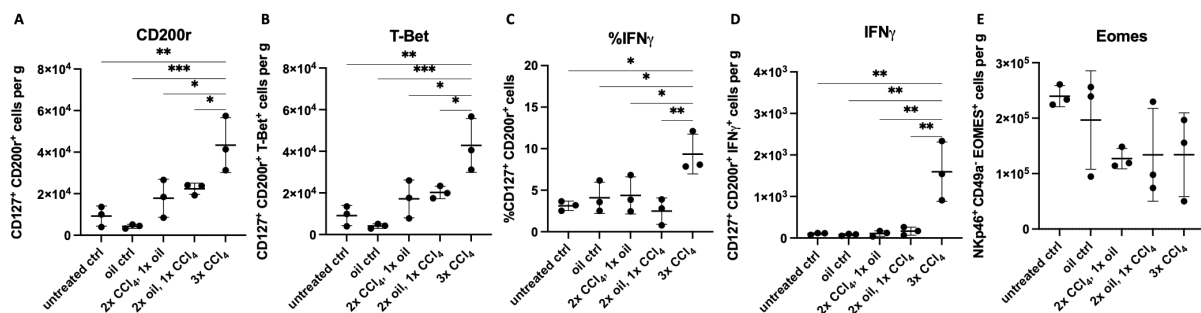 A
CD200r
CD127⁺ CD200r⁺ cells per g
8×10⁴
6×10⁴
4×10⁴
2×10⁴
0
**
***
*
*
untreated ctrl
oil ctrl
2x CCl₄, 1x oil
2x oil, 1x CCl₄
3x CCl₄
B
T-Bet
CD127⁺ CD200r⁺ T-Bet⁺ cells per g
8×10⁴
6×10⁴
4×10⁴
2×10⁴
0
**
***
*
*
untreated ctrl
oil ctrl
2x CCl₄, 1x oil
2x oil, 1x CCl₄
3x CCl₄
C
%IFNγ
%CD127⁺ CD200r⁺ cells
20
15
10
5
0
*
*
*
**
untreated ctrl
oil ctrl
2x CCl₄, 1x oil
2x oil, 1x CCl₄
3x CCl₄
D
IFNγ
CD127⁺ CD200r⁺ IFNγ⁺ cells per g
4×10³
3×10³
2×10³
1×10³
0
**
**
**
**
untreated ctrl
oil ctrl
2x CCl₄, 1x oil
2x oil, 1x CCl₄
3x CCl₄
E
Eomes
NKp46⁺ CD49a⁻ EOMES⁺ cells per g
3×10⁵
2×10⁵
1×10⁵
0
untreated ctrl
oil ctrl
2x CCl₄, 1x oil
2x oil, 1x CCl₄
3x CCl₄